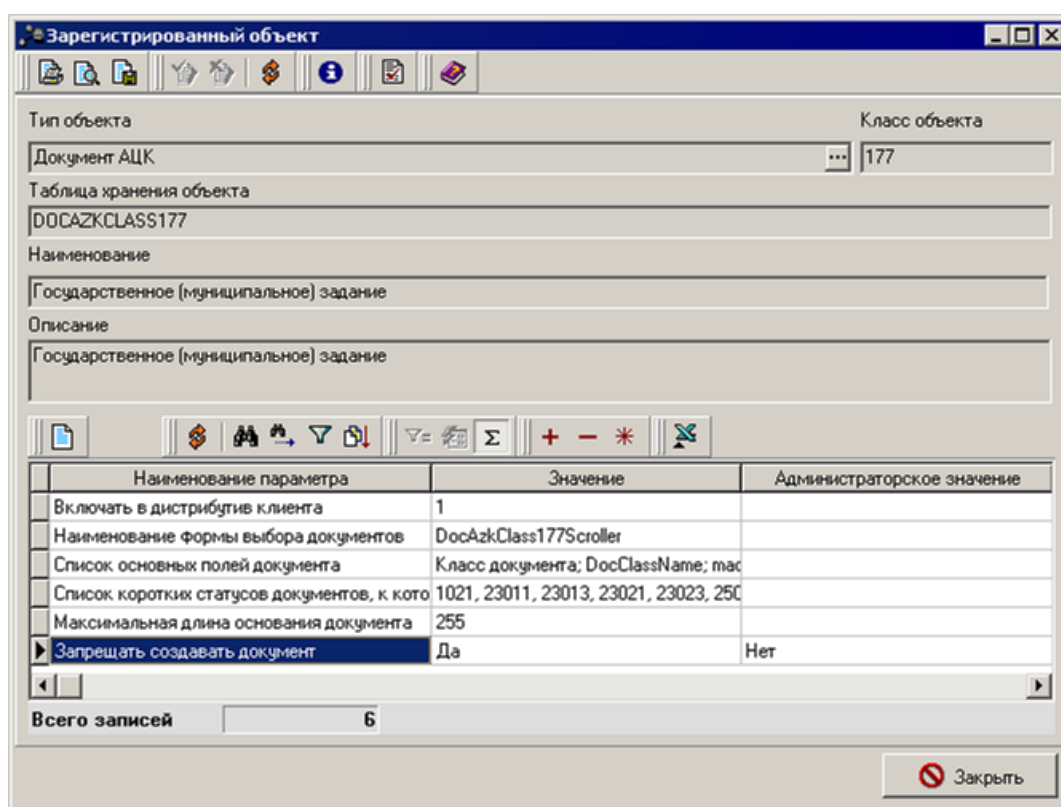 Зарегистрированный объект
Тип объекта Класс объекта
Документ АЦК ... 177
Таблица хранения объекта
DOCAZKCLASS177
Наименование
Государственное (муниципальное) задание
Описание
Государственное (муниципальное) задание
Наименование параметра Значение Администраторское значение
Включать в дистрибутив клиента 1
Наименование формы выбора документов DocAzkClass177Scroller
Список основных полей документа Класс документа; DocClassName; mac
Список коротких статусов документов, к кото 1021, 23011, 23013, 23021, 23023, 250
Максимальная длина основания документа 255
Запрещать создавать документ Да Нет
Всего записей 6
Закрыть